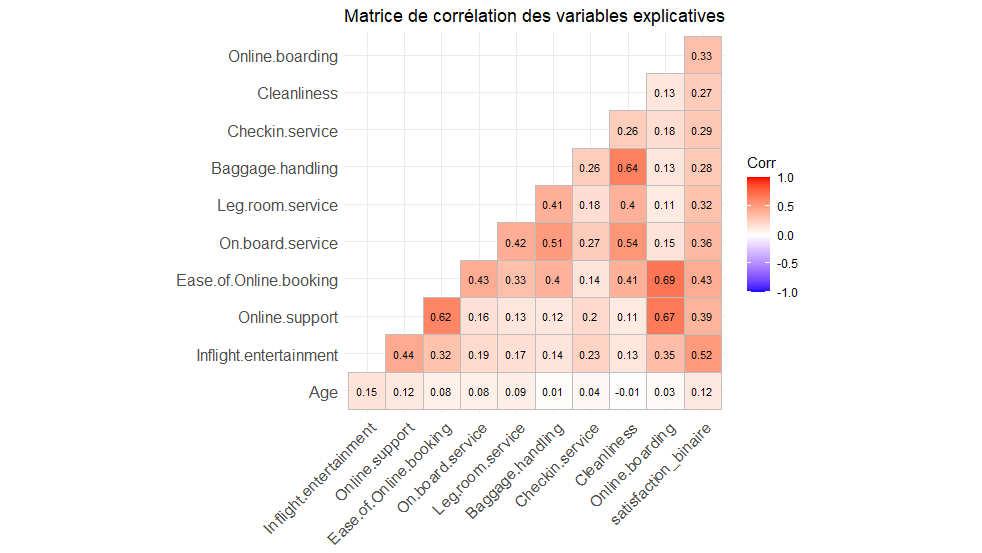 Matrice de corrélation des variables explicatives
Online.boarding 0.33
Cleanliness 0.13 0.27
Checkin.service 0.26 0.18 0.29
Baggage.handling 0.26 0.64 0.13 0.28
Leg.room.service 0.41 0.18 0.4 0.11 0.32
On.board.service 0.42 0.51 0.27 0.54 0.15 0.36
Ease.of.Online.booking 0.43 0.33 0.4 0.14 0.41 0.69 0.43
Online.support 0.62 0.16 0.13 0.12 0.2 0.11 0.67 0.39
Inflight.entertainment 0.44 0.32 0.19 0.17 0.14 0.23 0.13 0.35 0.52
Age 0.15 0.12 0.08 0.08 0.09 0.01 0.04 -0.01 0.03 0.12
Inflight.entertainment
Online.support
Ease.of.Online.booking
On.board.service
Leg.room.service
Baggage.handling
Checkin.service
Cleanliness
Online.boarding
satisfaction_binaire
Corr
1.0
0.5
0.0
-0.5
-1.0